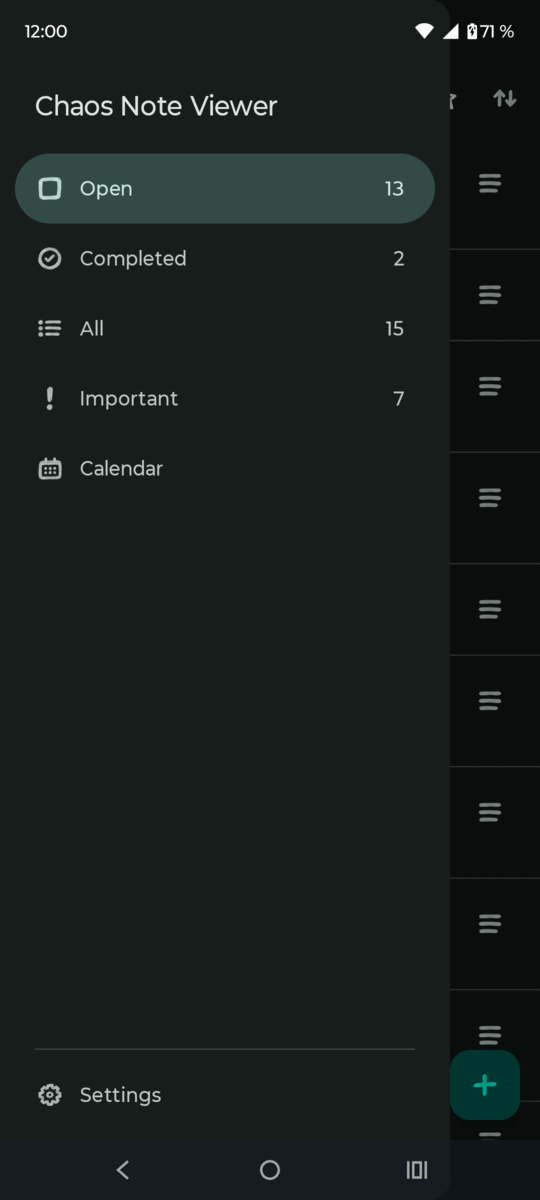 12:00
71 %
Chaos Note Viewer
Open 13
Completed 2
All 15
Important 7
Calendar
Settings